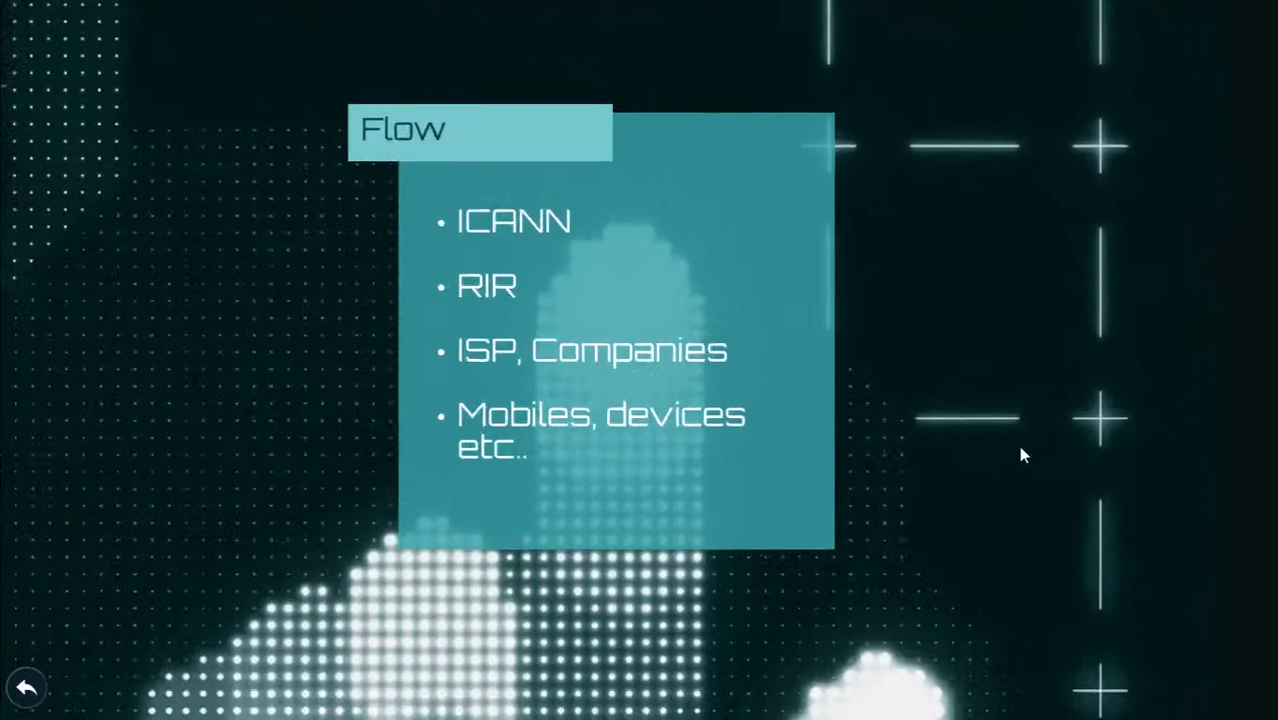 Flow
• ICANN
• RIR
• ISP, Companies
• Mobiles, devices
etc..